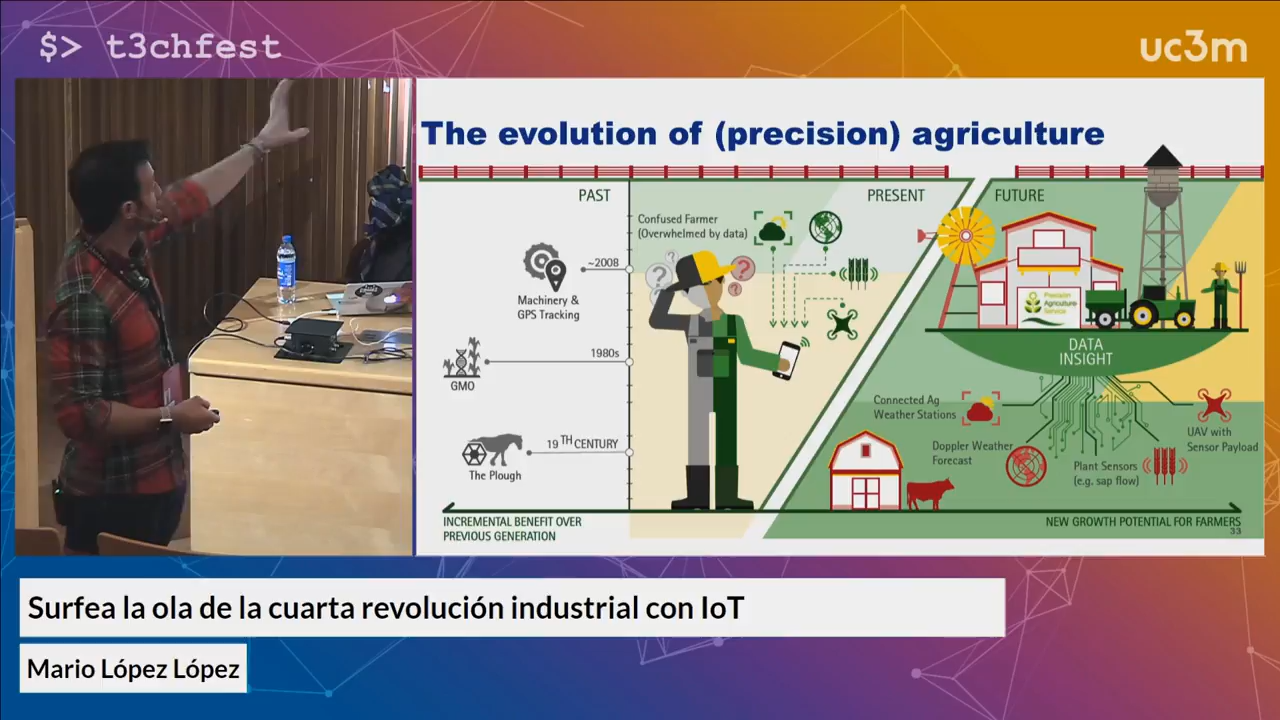 $> t3chfest
uc3m
The evolution of (precision) agriculture
PAST
PRESENT
FUTURE
Confused Farmer
(Overwhelmed by data)
~2008
Machinery &
GPS Tracking
1980s
GMO
19TH CENTURY
The Plough
? ? ? ?
Precision
Agriculture
Service
DATA
INSIGHT
Connected Ag
Weather Stations
Doppler Weather
Forecast
Plant Sensors
(e.g. sap flow)
UAV with
Sensor Payload
INCREMENTAL BENEFIT OVER
PREVIOUS GENERATION
NEW GROWTH POTENTIAL FOR FARMERS
33
Surfea la ola de la cuarta revolución industrial con IoT
Mario López López